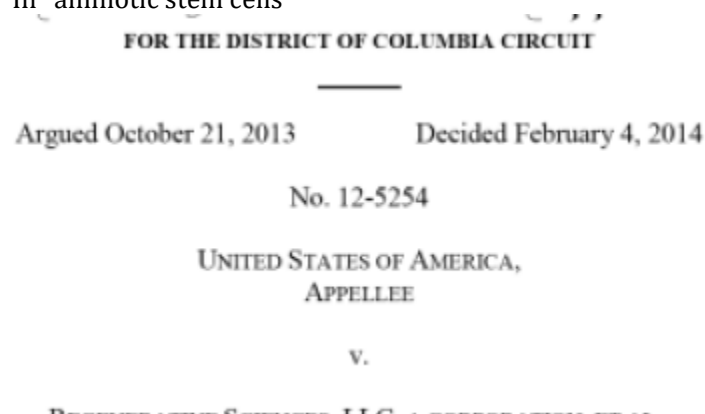 in "amniotic stem cells"
FOR THE DISTRICT OF COLUMBIA CIRCUIT
Argued October 21, 2013 Decided February 4, 2014
No. 12-5254
UNITED STATES OF AMERICA,
APPELLEE
v.